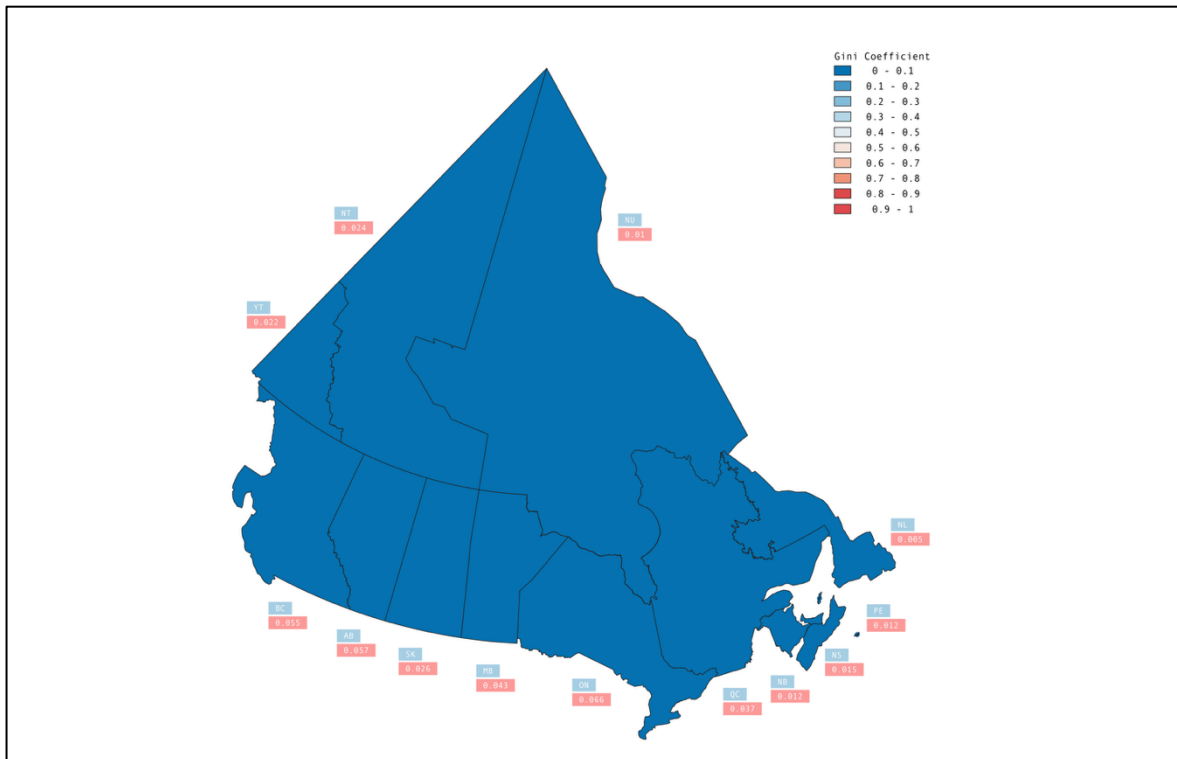 Gini Coefficient
0 - 0.1
0.1 - 0.2
0.2 - 0.3
0.3 - 0.4
0.4 - 0.5
0.5 - 0.6
0.6 - 0.7
0.7 - 0.8
0.8 - 0.9
0.9 - 1
NT
0.024
NU
0.01
YT
0.022
NL
0.065
BC
0.055
AB
0.057
SK
0.026
MB
0.043
ON
0.066
QC
0.037
NB
0.012
NS
0.015
PE
0.012